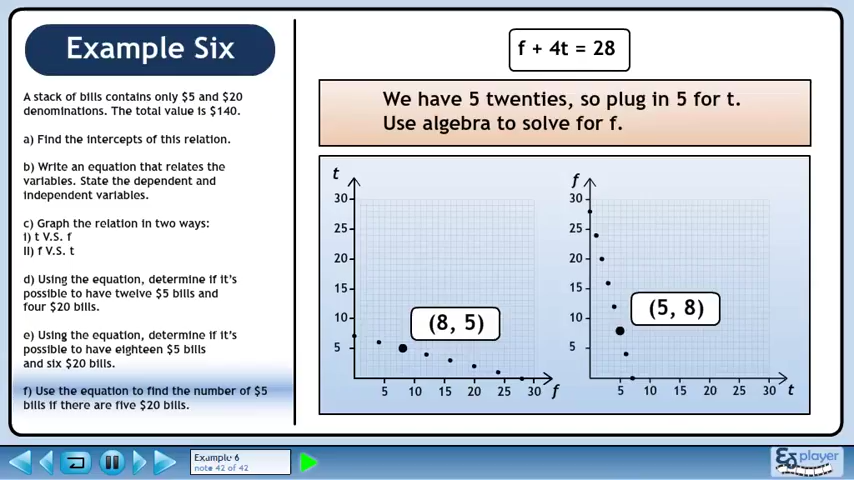 Example Six
A stack of bills contains only $5 and $20
denominations. The total value is $140.
a) Find the intercepts of this relation.
b) Write an equation that relates the
variables. State the dependent and
independent variables.
c) Graph the relation in two ways:
i) t V.S. f
II) f V.S. t
d) Using the equation, determine if it's
possible to have twelve $5 bills and
four $20 bills.
e) Using the equation, determine if it's
possible to have eighteen $5 bills
and six $20 bills.
f) Use the equation to find the number of $5
bills if there are five $20 bills.
f + 4t = 28
We have 5 twenties, so plug in 5 for t.
Use algebra to solve for f.
t
30
25
20
15
10
5
(8, 5)
5 10 15 20 25 30 f
f
30
25
20
15
10
5
(5, 8)
5 10 15 20 25 30 t
Example 6
note 42 of 42
player